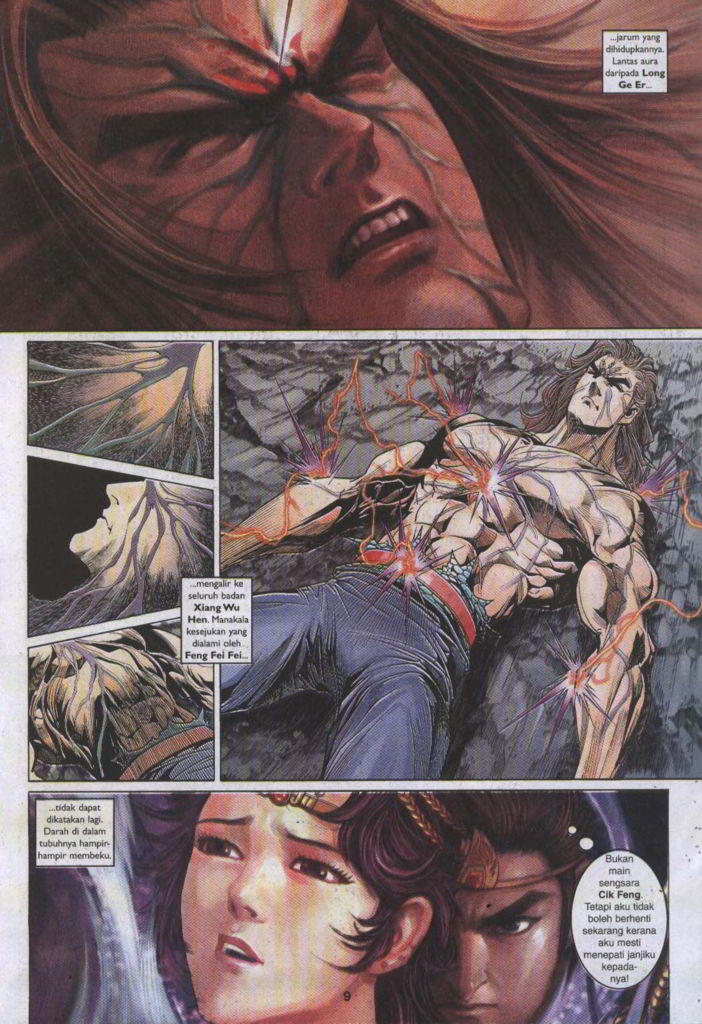 ...jarum yang
dihidupkannya.
Lantas aura
daripada Long
Ge Er...
...mengalir ke
seluruh badan
Xiang Wu
Hen. Manakala
kesejukan yang
dialami oleh
Feng Fei Fei...
...tidak dapat
dikatakan lagi.
Darah di dalam
tubuhnya hampir-
hampir membeku.
Bukan
main
sengsara
Cik Feng.
Tetapi aku tidak
boleh berhenti
sekarang kerana
aku mesti
menepati janjiku
kepada-
nya!
9